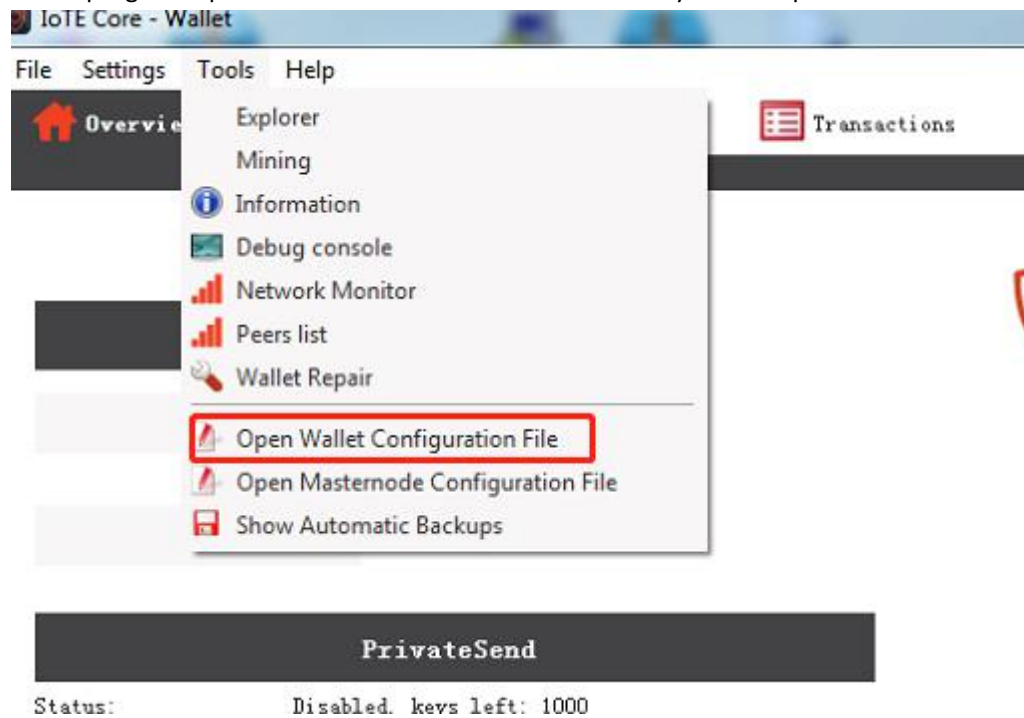 IoTE Core - Wallet
File Settings Tools Help
Overvie
Transactions
Explorer
Mining
Information
Debug console
Network Monitor
Peers list
Wallet Repair
Open Wallet Configuration File
Open Masternode Configuration File
Show Automatic Backups
PrivateSend
Status: Disabled, keys left: 1000